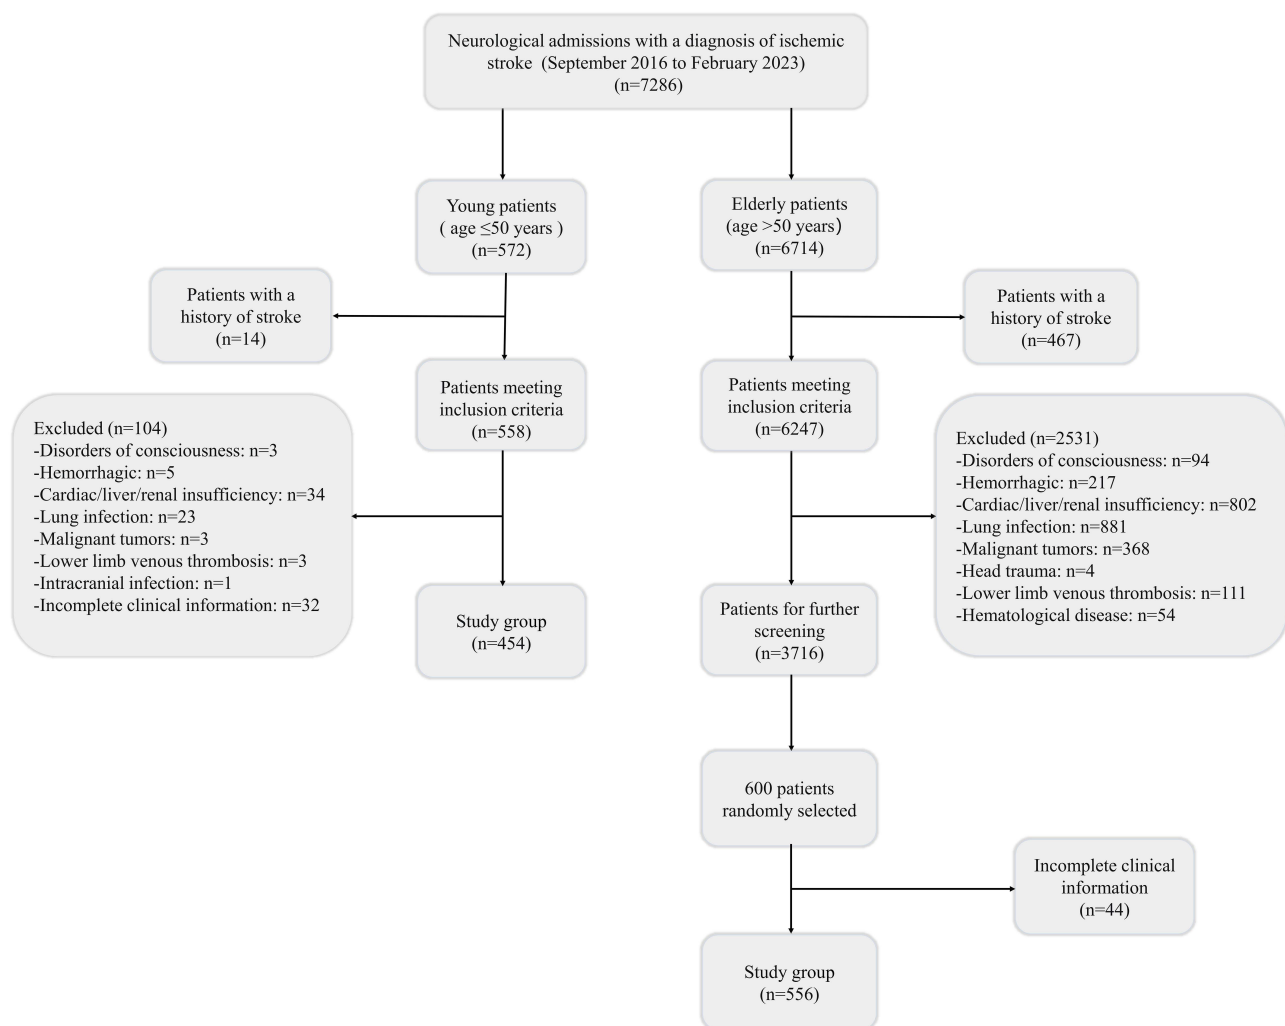 Neurological admissions with a diagnosis of ischemic
stroke (September 2016 to February 2023)
(n=7286)
Young patients
( age ≤50 years )
(n=572)
Elderly patients
(age >50 years)
(n=6714)
Patients with a
history of stroke
(n=14)
Patients with a
history of stroke
(n=467)
Patients meeting
inclusion criteria
(n=558)
Patients meeting
inclusion criteria
(n=6247)
Excluded (n=104)
-Disorders of consciousness: n=3
-Hemorrhagic: n=5
-Cardiac/liver/renal insufficiency: n=34
-Lung infection: n=23
-Malignant tumors: n=3
-Lower limb venous thrombosis: n=3
-Intracranial infection: n=1
-Incomplete clinical information: n=32
Excluded (n=2531)
-Disorders of consciousness: n=94
-Hemorrhagic: n=217
-Cardiac/liver/renal insufficiency: n=802
-Lung infection: n=881
-Malignant tumors: n=368
-Head trauma: n=4
-Lower limb venous thrombosis: n=111
-Hematological disease: n=54
Study group
(n=454)
Patients for further
screening
(n=3716)
600 patients
randomly selected
Incomplete clinical
information
(n=44)
Study group
(n=556)